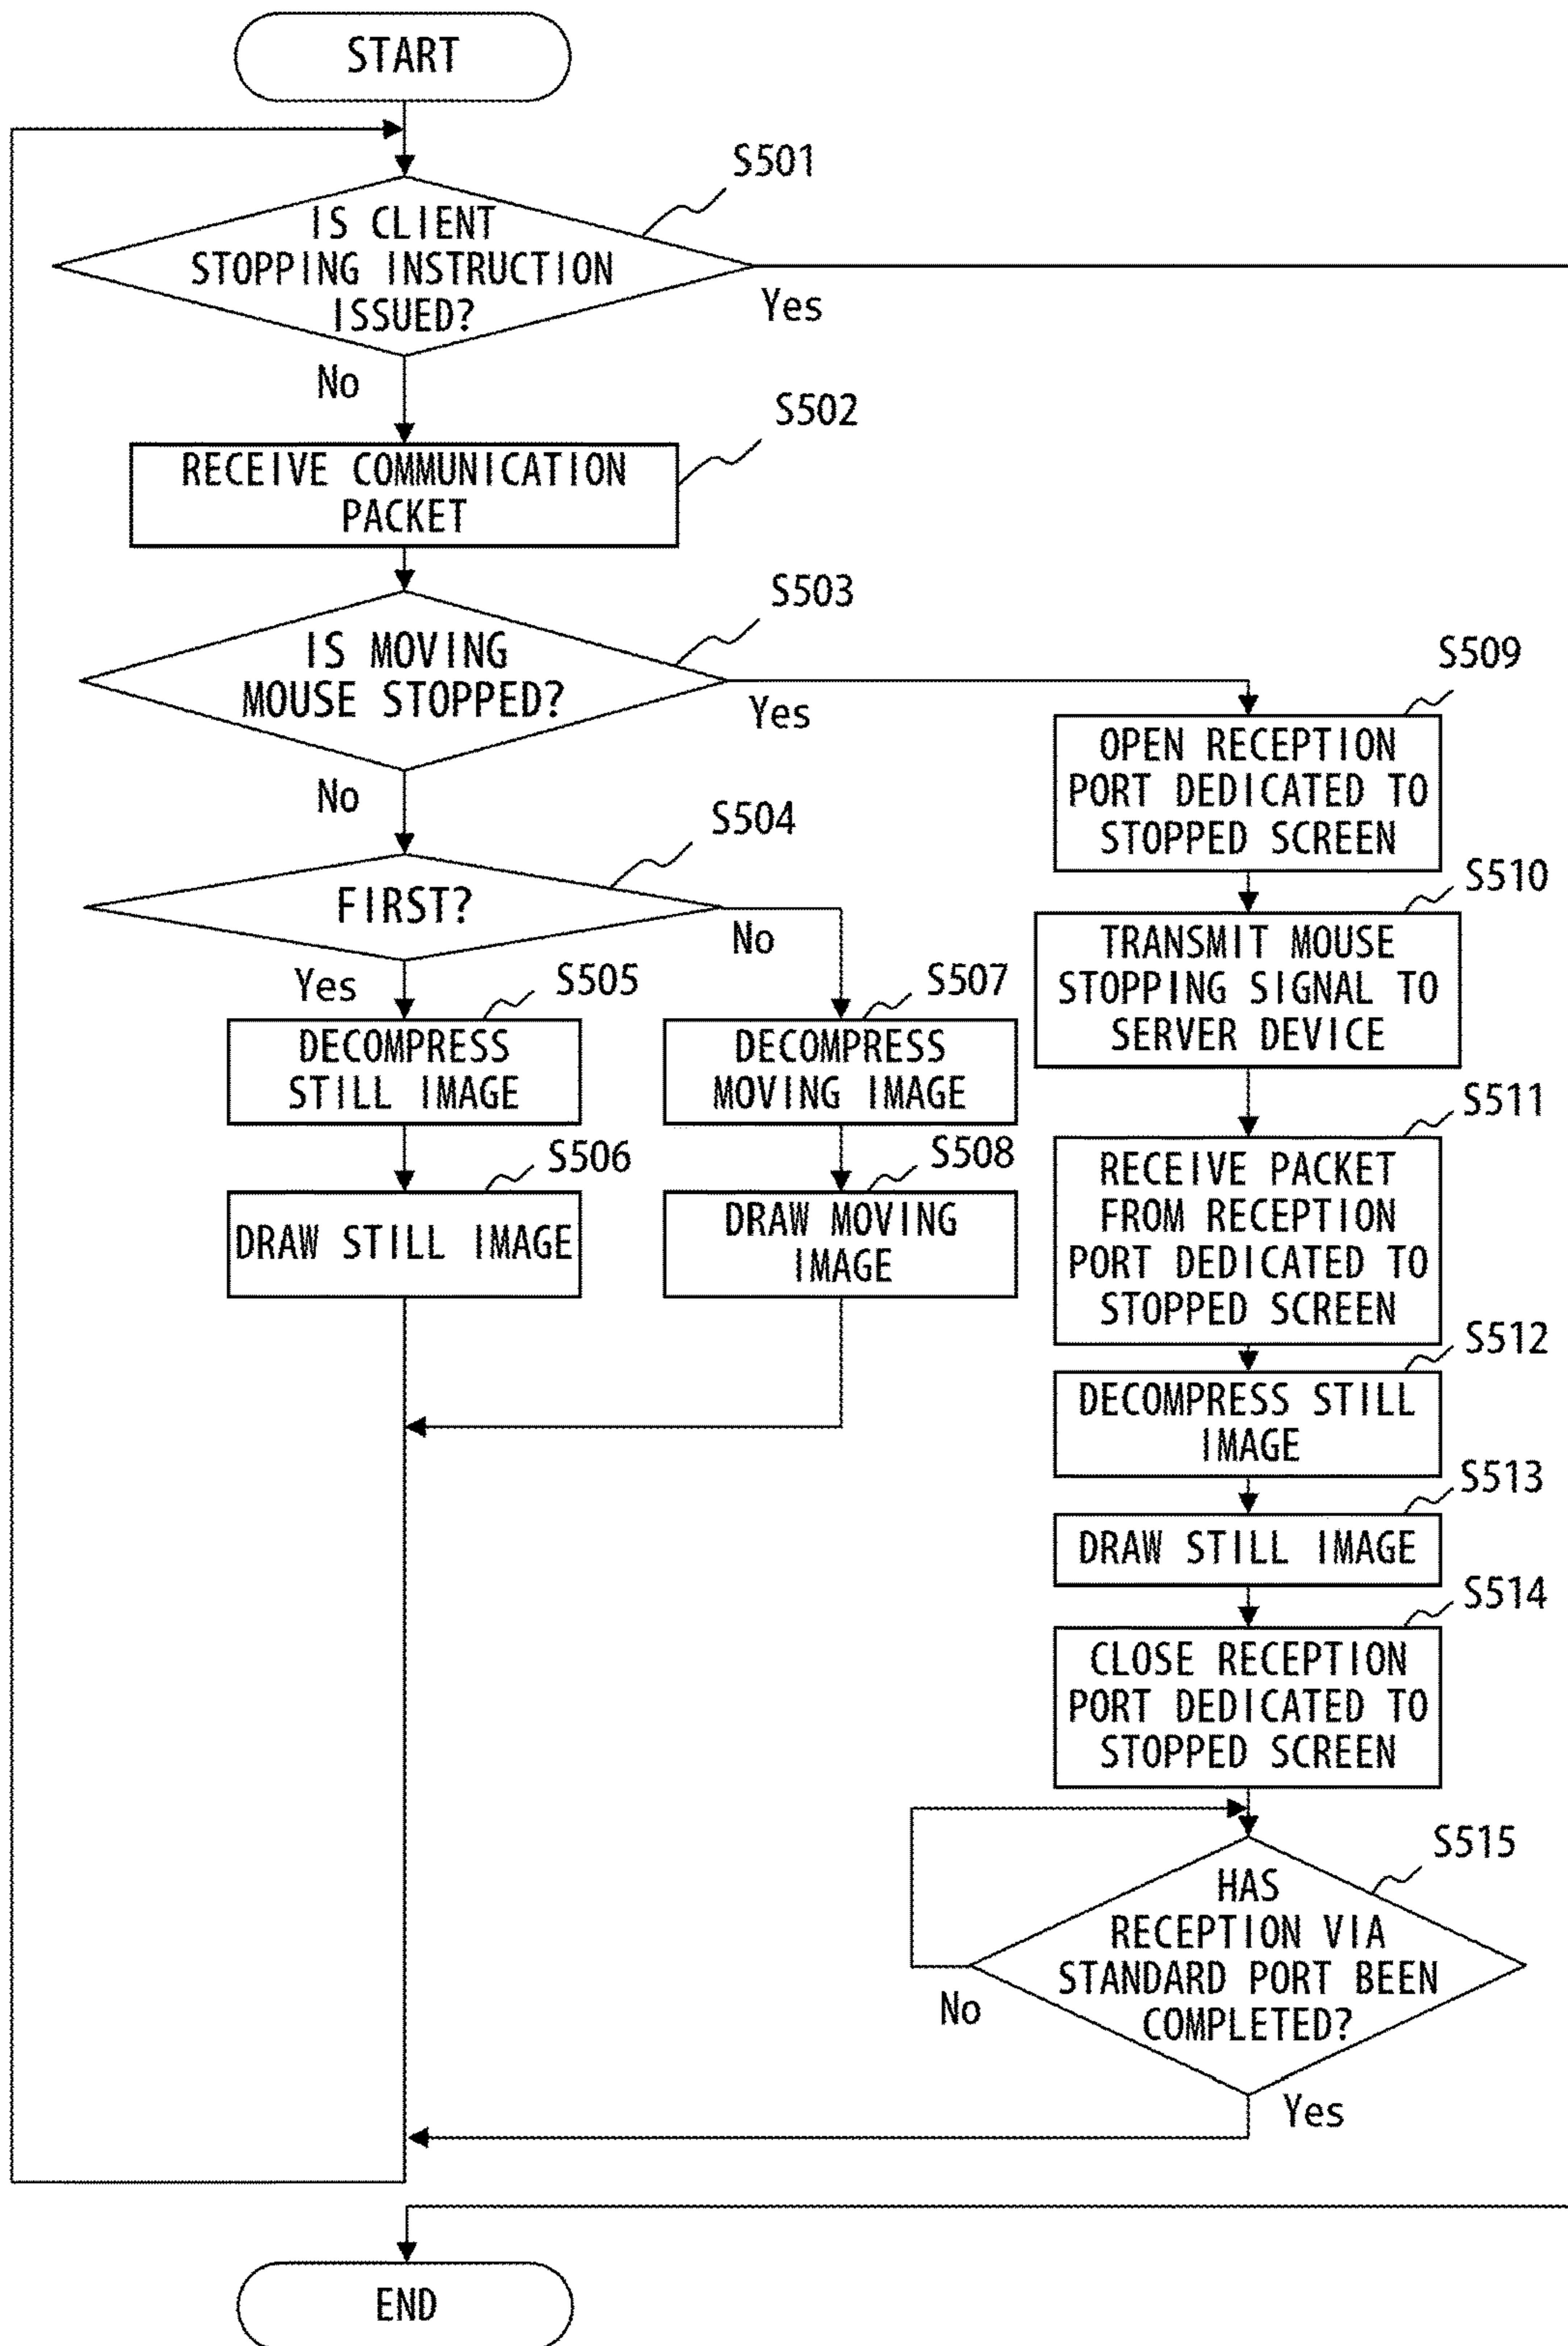 START
S501
IS CLIENT
STOPPING INSTRUCTION
ISSUED?
Yes
No
S502
RECEIVE COMMUNICATION
PACKET
S503
IS MOVING
MOUSE STOPPED?
Yes
No
S504
FIRST?
No
Yes
S505
DECOMPRESS
STILL IMAGE
S506
DRAW STILL IMAGE
S507
DECOMPRESS
MOVING IMAGE
S508
DRAW MOVING
IMAGE
S509
OPEN RECEPTION
PORT DEDICATED TO
STOPPED SCREEN
S510
TRANSMIT MOUSE
STOPPING SIGNAL TO
SERVER DEVICE
S511
RECEIVE PACKET
FROM RECEPTION
PORT DEDICATED TO
STOPPED SCREEN
S512
DECOMPRESS STILL
IMAGE
S513
DRAW STILL IMAGE
S514
CLOSE RECEPTION
PORT DEDICATED TO
STOPPED SCREEN
S515
HAS
RECEPTION VIA
STANDARD PORT BEEN
COMPLETED?
No
Yes
END